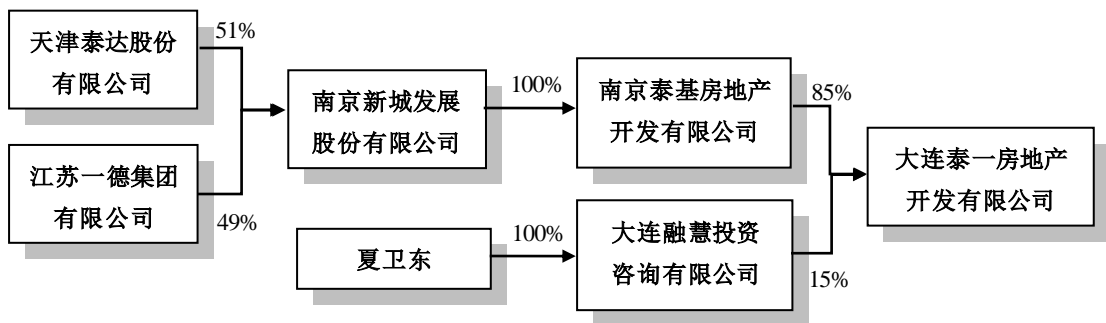 天津泰达股份
有限公司
51%
江苏一德集团
有限公司
49%
南京新城发展
股份有限公司
100%
南京泰基房地产
开发有限公司
85%
夏卫东
100%
大连融慧投资
咨询有限公司
15%
大连泰一房地产
开发有限公司